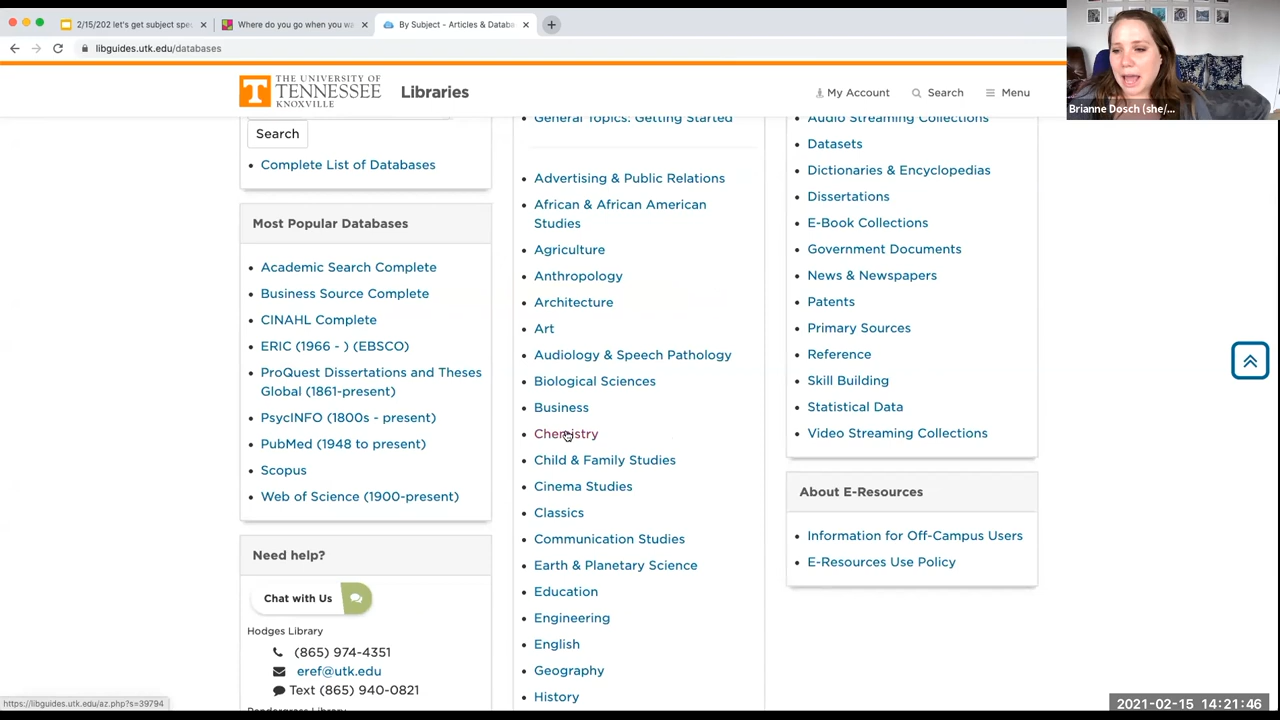 2/15/202 let's get subject spe
Where do you go when you wa
By Subject - Articles & Databa
libguides.utk.edu/databases
THE UNIVERSITY OF
TENNESSEE
KNOXVILLE
Libraries
My Account
Search
Menu
Brianne Dosch (she/...
Search
Complete List of Databases
Most Popular Databases
Academic Search Complete
Business Source Complete
CINAHL Complete
ERIC (1966 - ) (EBSCO)
ProQuest Dissertations and Theses
Global (1861-present)
PsycINFO (1800s - present)
PubMed (1948 to present)
Scopus
Web of Science (1900-present)
Need help?
Chat with Us
Hodges Library
(865) 974-4351
eref@utk.edu
Text (865) 940-0821
Pendergrass Library
General Topics: Getting Started
Advertising & Public Relations
African & African American
Studies
Agriculture
Anthropology
Architecture
Art
Audiology & Speech Pathology
Biological Sciences
Business
Chemistry
Child & Family Studies
Cinema Studies
Classics
Communication Studies
Earth & Planetary Science
Education
Engineering
English
Geography
History
Audio Streaming Collections
Datasets
Dictionaries & Encyclopedias
Dissertations
E-Book Collections
Government Documents
News & Newspapers
Patents
Primary Sources
Reference
Skill Building
Statistical Data
Video Streaming Collections
About E-Resources
Information for Off-Campus Users
E-Resources Use Policy
https://libguides.utk.edu/az.php?s=39794
2021-02-15 14:21:46